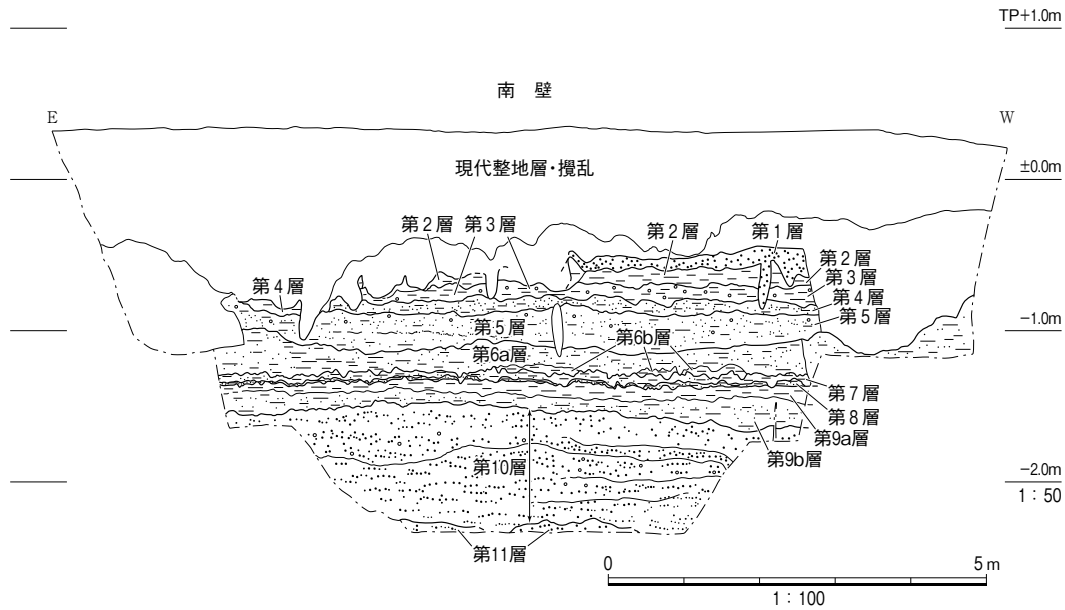 TP+1.0m
南 壁
E
W
現代整地層・攪乱
±0.0m
第2層
第3層
第2層
第1層
第2層
第3層
第4層
第4層
第5層
第5層
-1.0m
第6a層
第6b層
第7層
第8層
第9a層
第9b層
第10層
-2.0m
1:50
第11層
0
5m
1:100